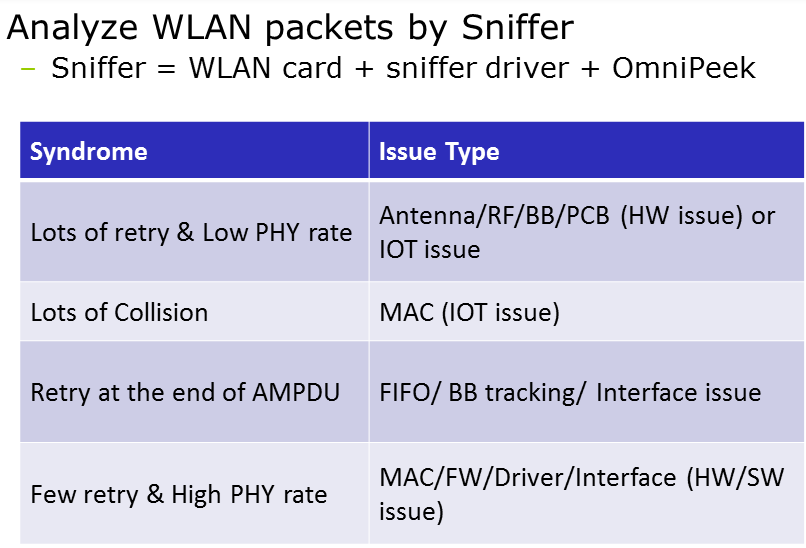 Analyze WLAN packets by Sniffer
– Sniffer = WLAN card + sniffer driver + OmniPeek
Syndrome
Issue Type
Lots of retry & Low PHY rate
Antenna/RF/BB/PCB (HW issue) or
IOT issue
Lots of Collision
MAC (IOT issue)
Retry at the end of AMPDU
FIFO/ BB tracking/ Interface issue
Few retry & High PHY rate
MAC/FW/Driver/Interface (HW/SW
issue)